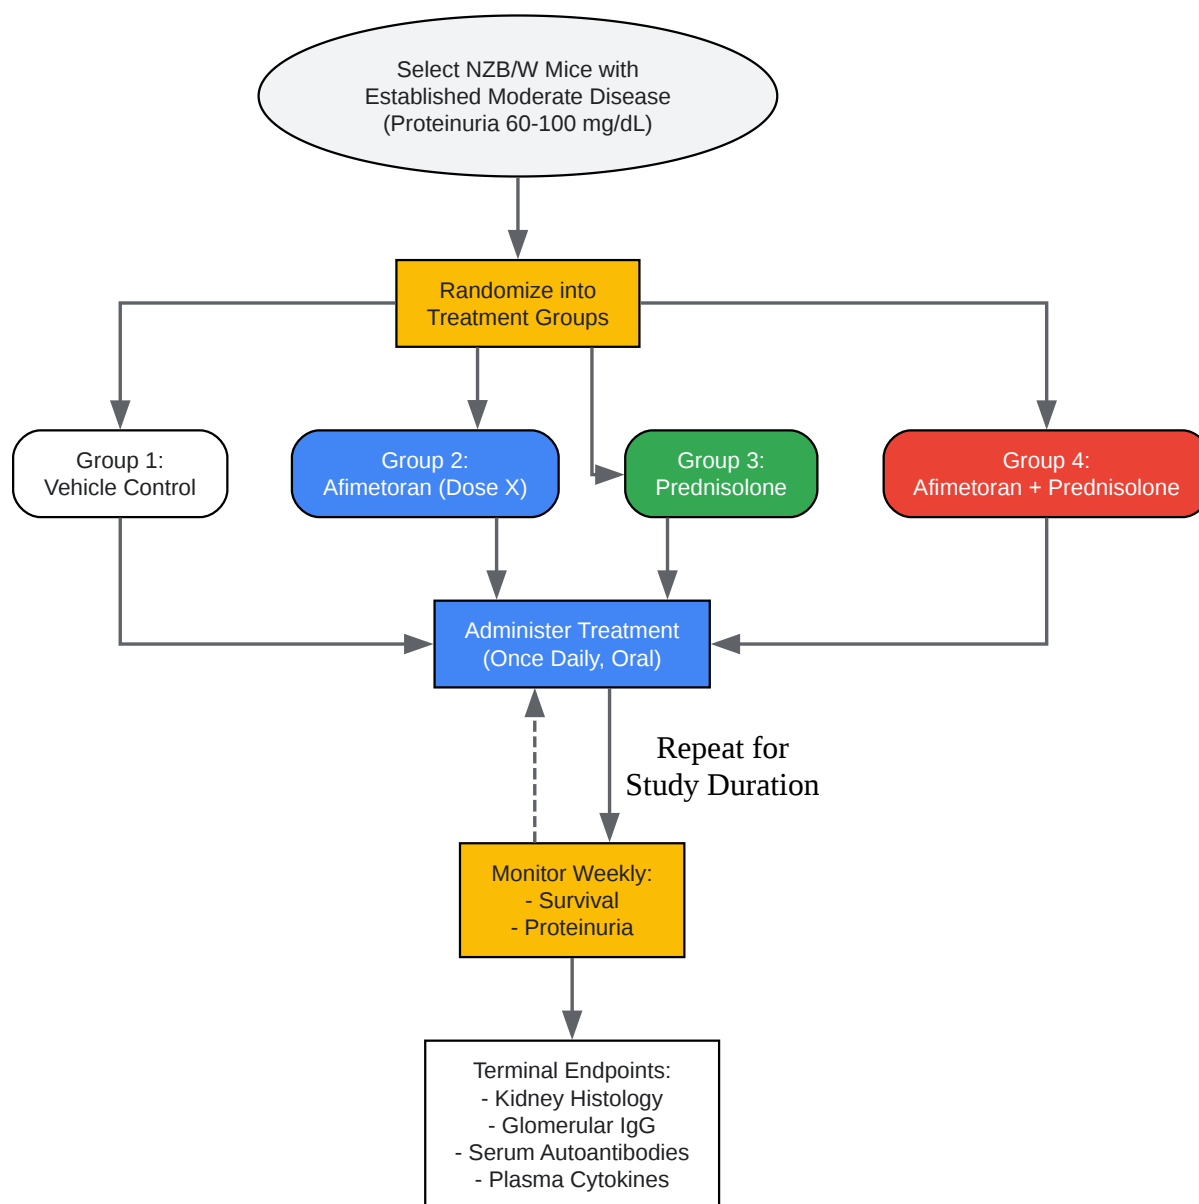 Select NZB/W Mice with
Established Moderate Disease
(Proteinuria 60-100 mg/dL)
Randomize into
Treatment Groups
Group 1:
Vehicle Control
Group 2:
Afimetoran (Dose X)
Group 3:
Prednisolone
Group 4:
Afimetoran + Prednisolone
Administer Treatment
(Once Daily, Oral)
Repeat for
Study Duration
Monitor Weekly:
- Survival
- Proteinuria
Terminal Endpoints:
- Kidney Histology
- Glomerular IgG
- Serum Autoantibodies
- Plasma Cytokines